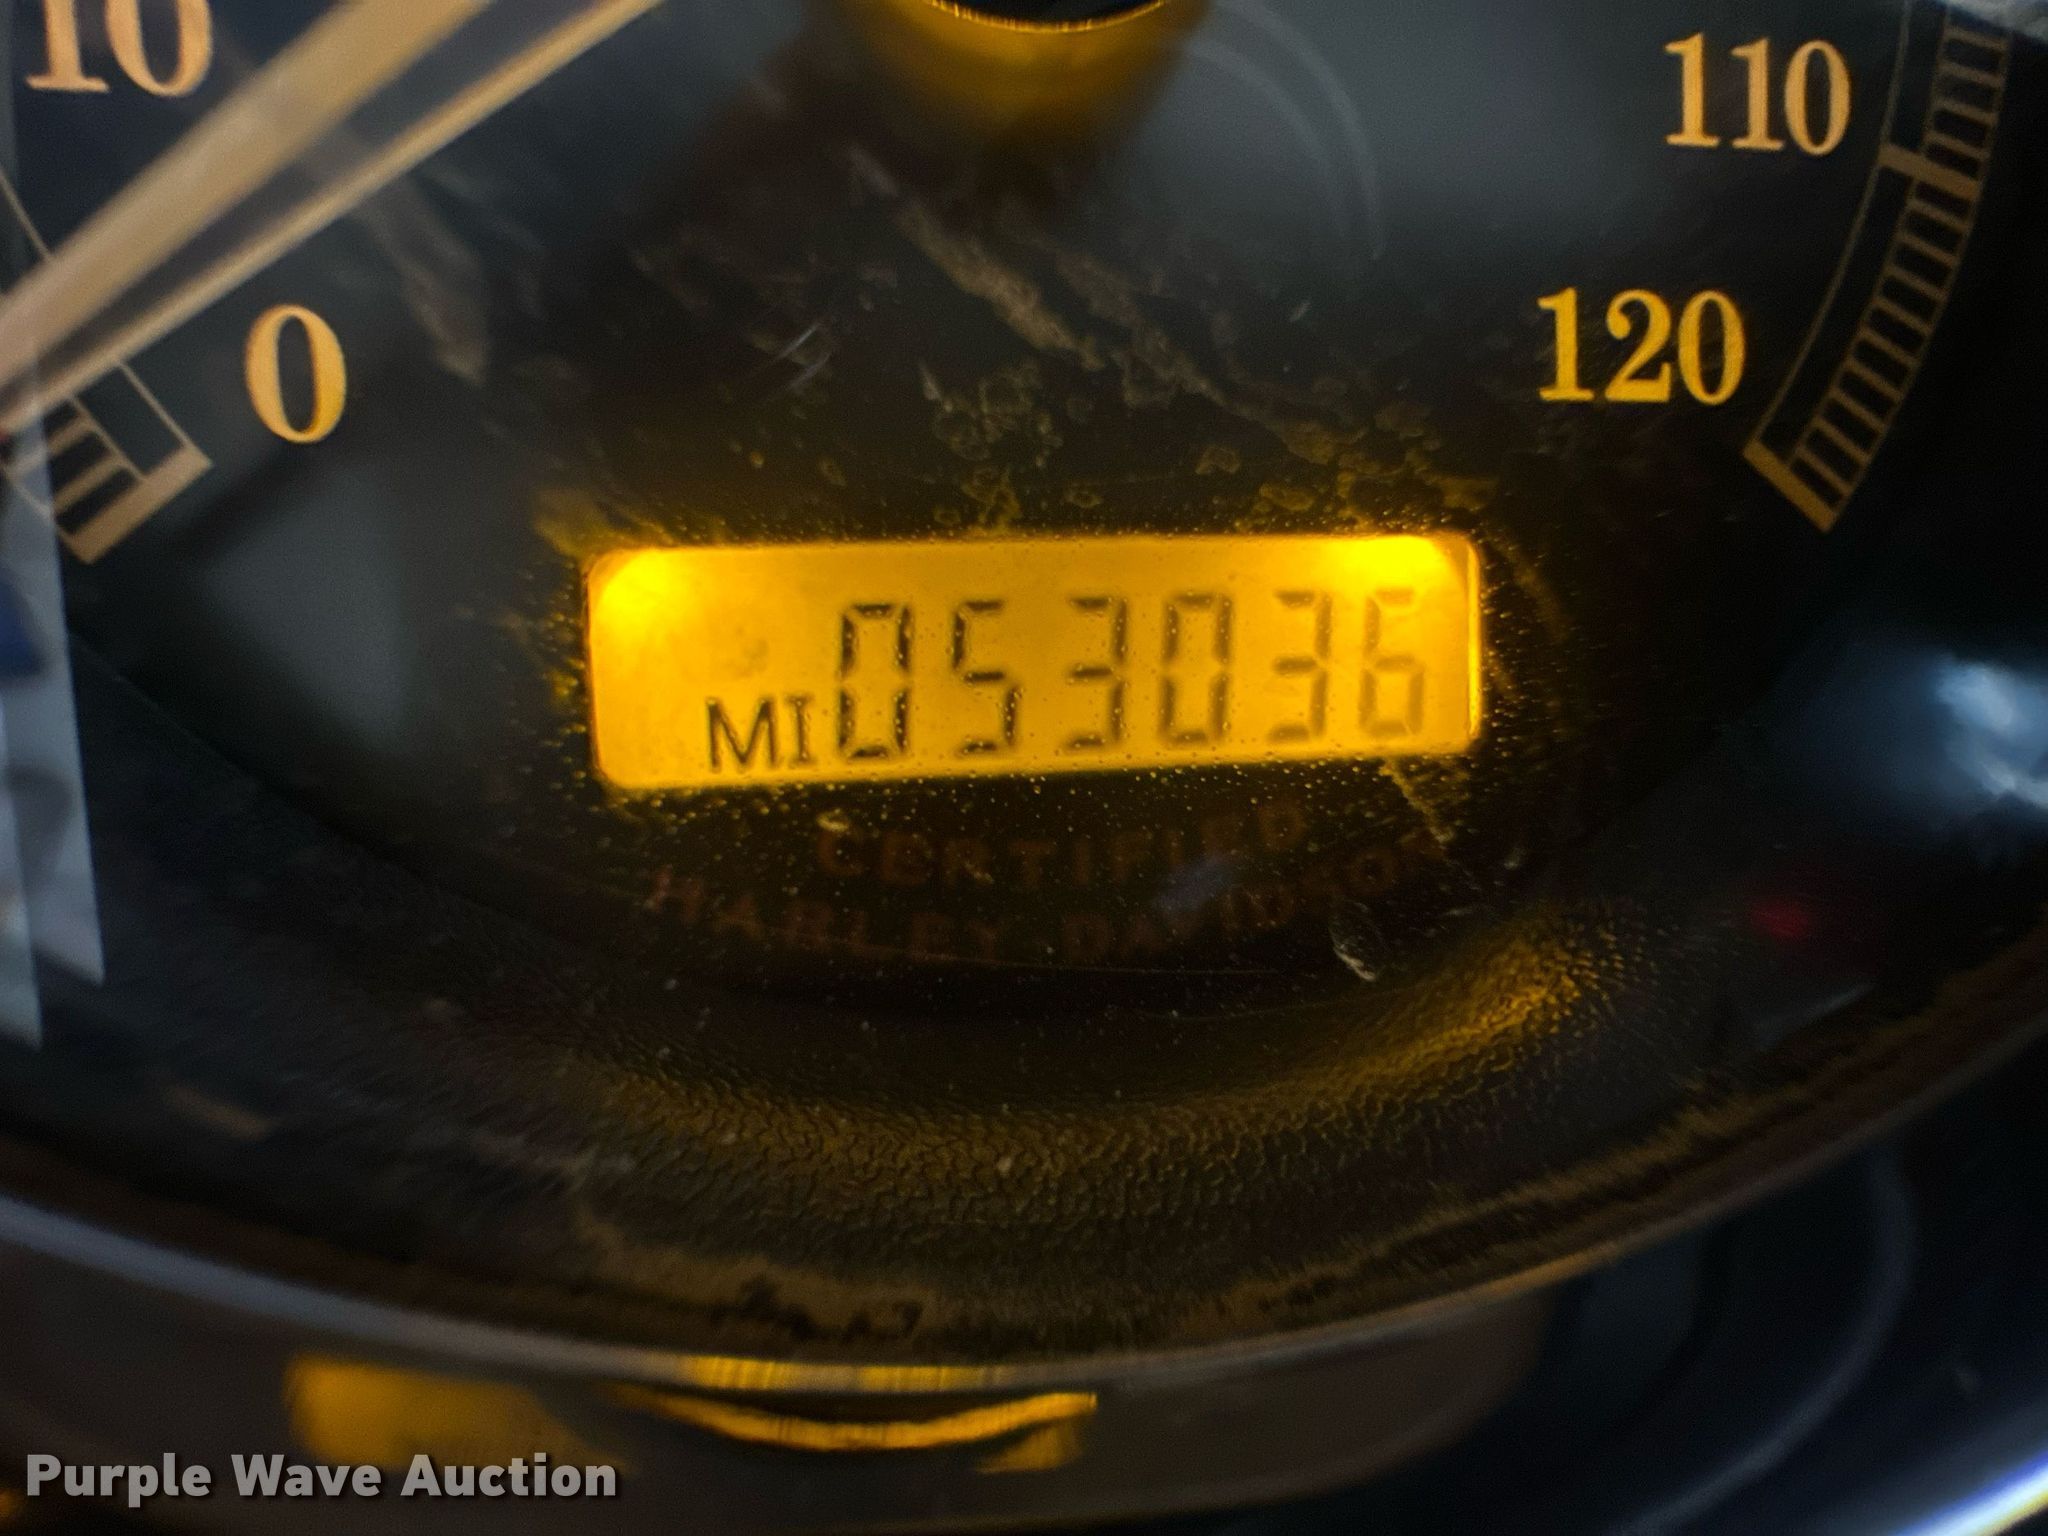 10
110
0
120
MI 053036
CERTIFIED
HARLEY-DAVIDSON
Purple Wave Auction